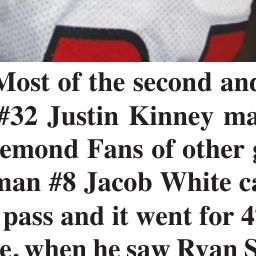 Most of the second and
#32 Justin Kinney ma
emond Fans of other
man #8 Jacob White ca
pass and it went for 4
e, when he saw Ryan S